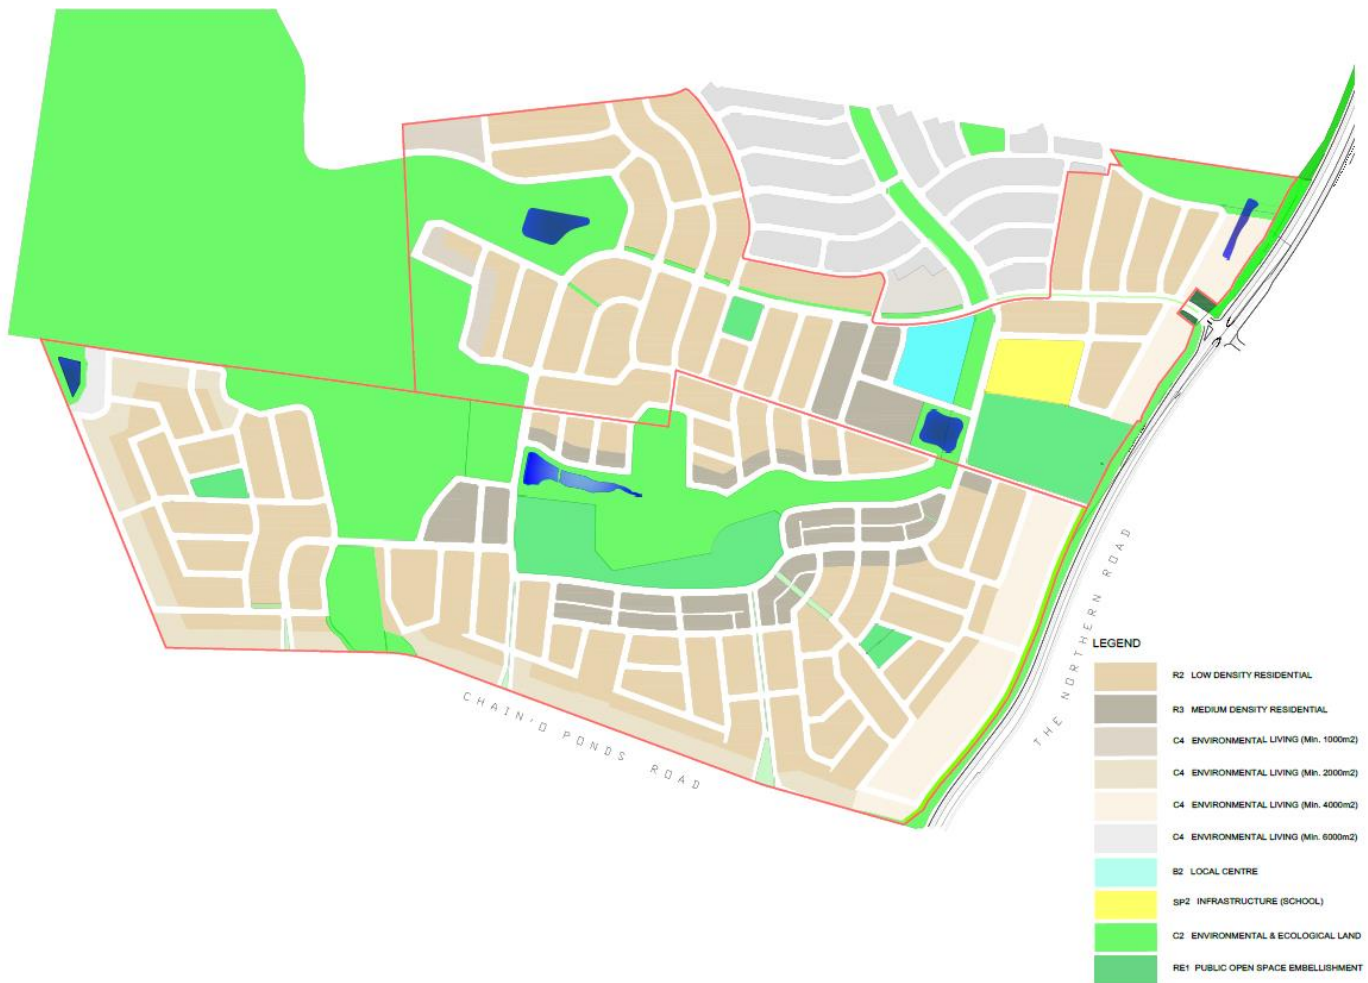 CHAIN'O PONDS ROAD
THE NORTHERN ROAD
LEGEND
R2 LOW DENSITY RESIDENTIAL
R3 MEDIUM DENSITY RESIDENTIAL
C4 ENVIRONMENTAL LIVING (Min. 1000m2)
C4 ENVIRONMENTAL LIVING (Min. 2000m2)
C4 ENVIRONMENTAL LIVING (Min. 4000m2)
C4 ENVIRONMENTAL LIVING (Min. 6000m2)
B2 LOCAL CENTRE
SP2 INFRASTRUCTURE (SCHOOL)
C2 ENVIRONMENTAL & ECOLOGICAL LAND
RE1 PUBLIC OPEN SPACE EMBELLISHMENT